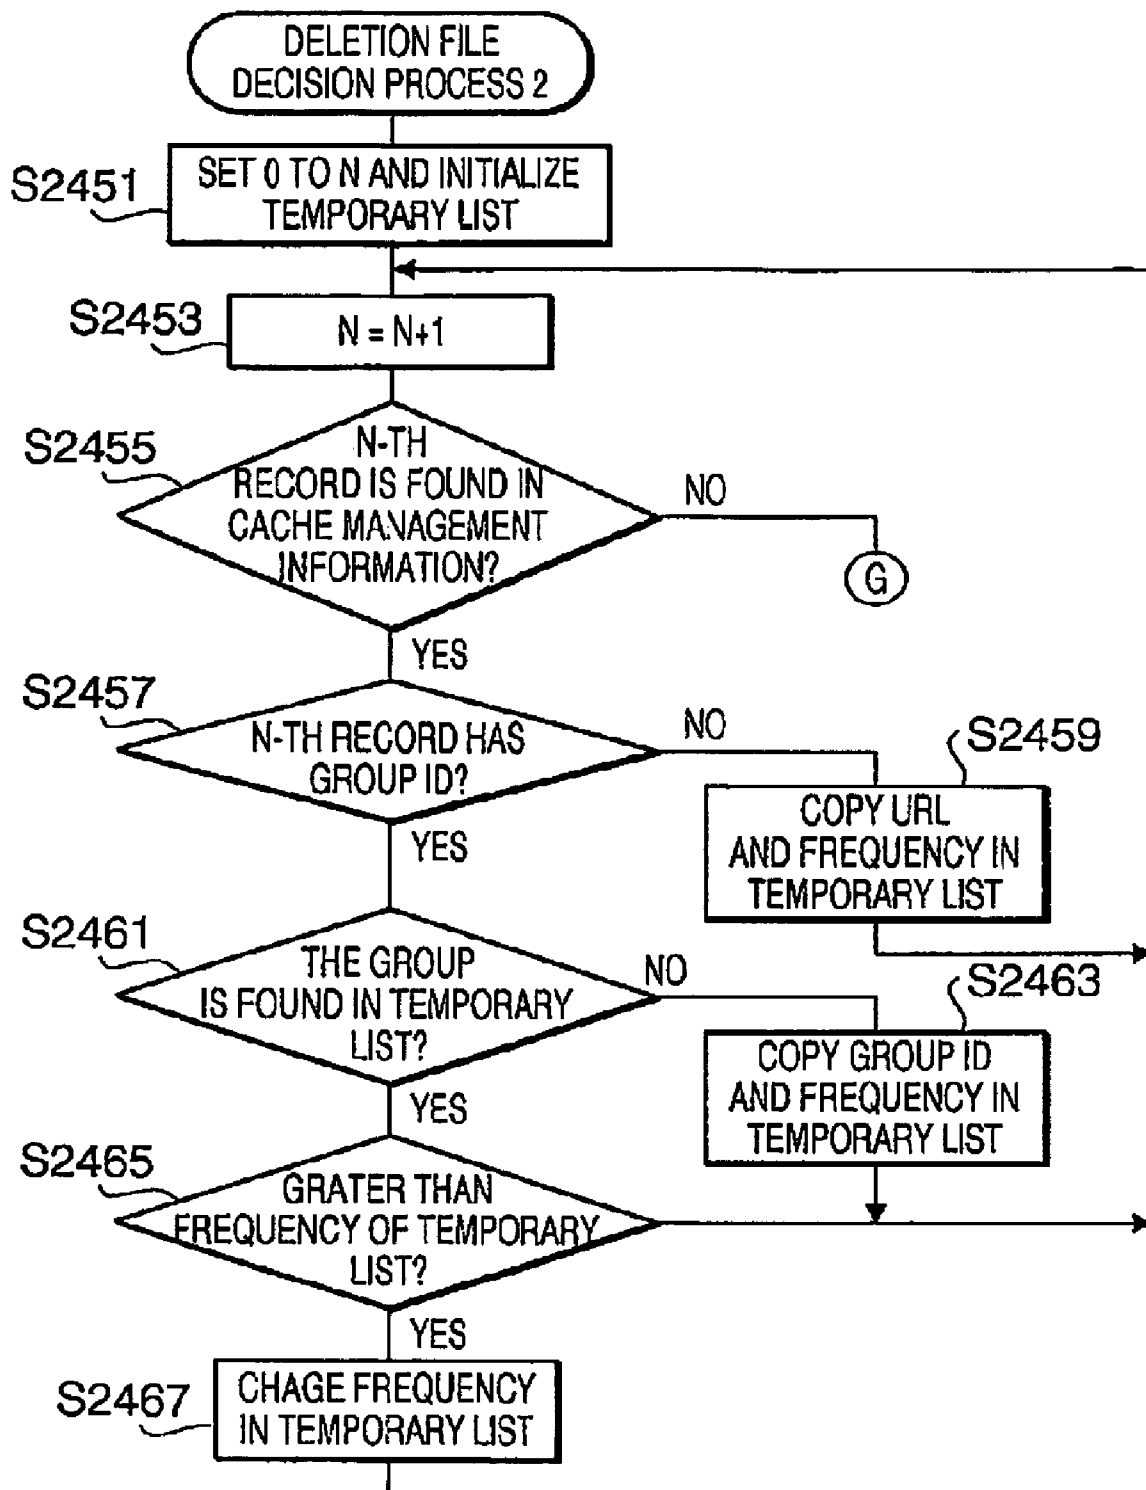 DELETION FILE
DECISION PROCESS 2
S2451
SET 0 TO N AND INITIALIZE
TEMPORARY LIST
S2453
N = N+1
S2455
N-TH
RECORD IS FOUND IN
CACHE MANAGEMENT
INFORMATION?
NO
G
YES
S2457
N-TH RECORD HAS
GROUP ID?
NO
S2459
COPY URL
AND FREQUENCY IN
TEMPORARY LIST
YES
S2461
THE GROUP
IS FOUND IN TEMPORARY
LIST?
NO
S2463
COPY GROUP ID
AND FREQUENCY IN
TEMPORARY LIST
YES
S2465
GRATER THAN
FREQUENCY OF TEMPORARY
LIST?
YES
S2467
CHAGE FREQUENCY
IN TEMPORARY LIST